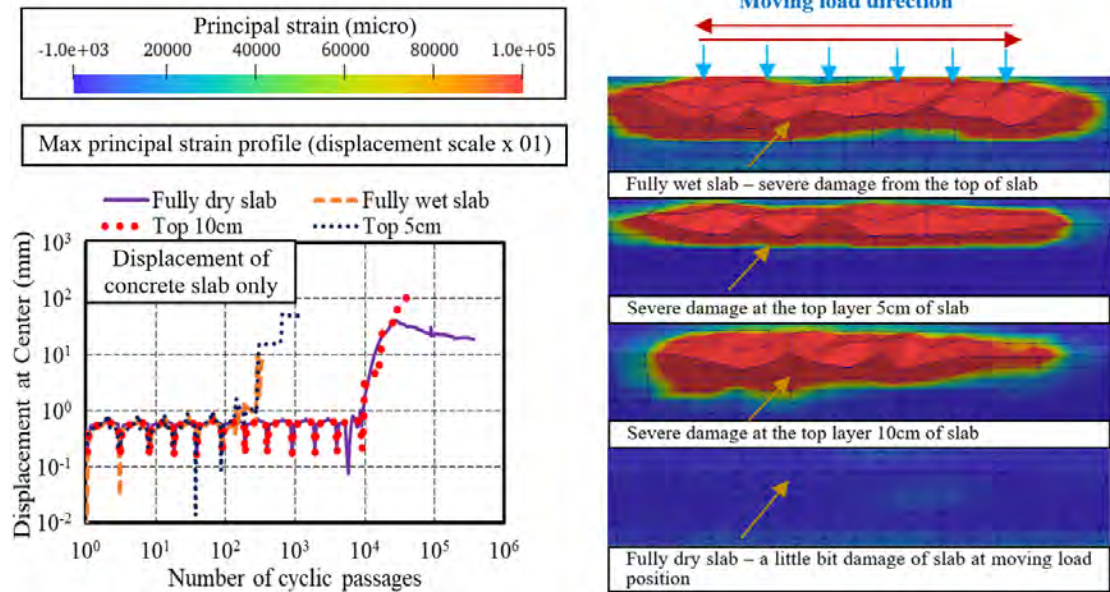 Principal strain (micro)
-1.0e+03 20000 40000 60000 80000 1.0e+05
Max principal strain profile (displacement scale x 01)
Fully dry slab
Fully wet slab
Top 10cm
Top 5cm
Displacement of
concrete slab only
Displacement at Center (mm)
10³
10²
10¹
10⁰
10⁻¹
10⁻²
10⁰ 10¹ 10² 10³ 10⁴ 10⁵ 10⁶
Number of cyclic passages
Moving load direction
Fully wet slab – severe damage from the top of slab
Severe damage at the top layer 5cm of slab
Severe damage at the top layer 10cm of slab
Fully dry slab – a little bit damage of slab at moving load
position